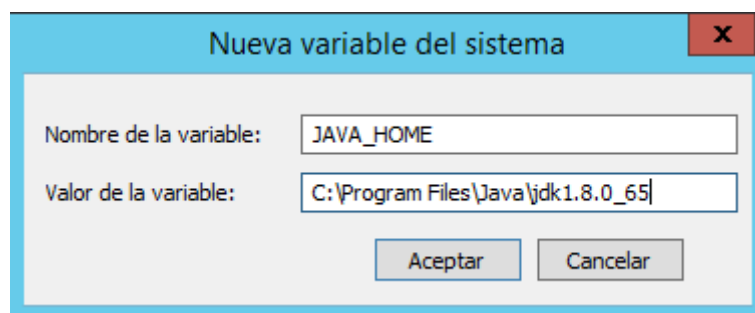 Nueva variable del sistema
x
Nombre de la variable: JAVA_HOME
Valor de la variable: C:\Program Files\Java\jdk1.8.0_65
Aceptar Cancelar